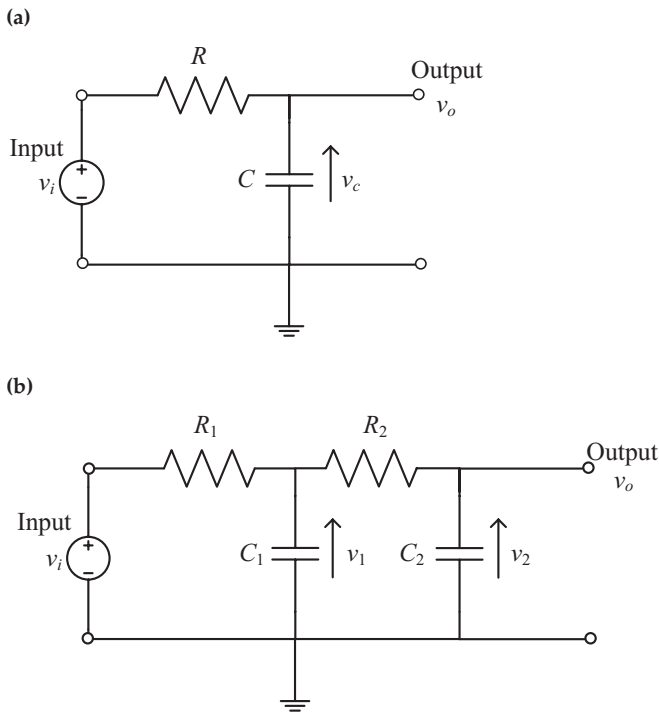 (a)
R
Output
v_o
Input
v_i
+
−
C
v_c
(b)
R_1
R_2
Output
v_o
Input
v_i
+
−
C_1
v_1
C_2
v_2